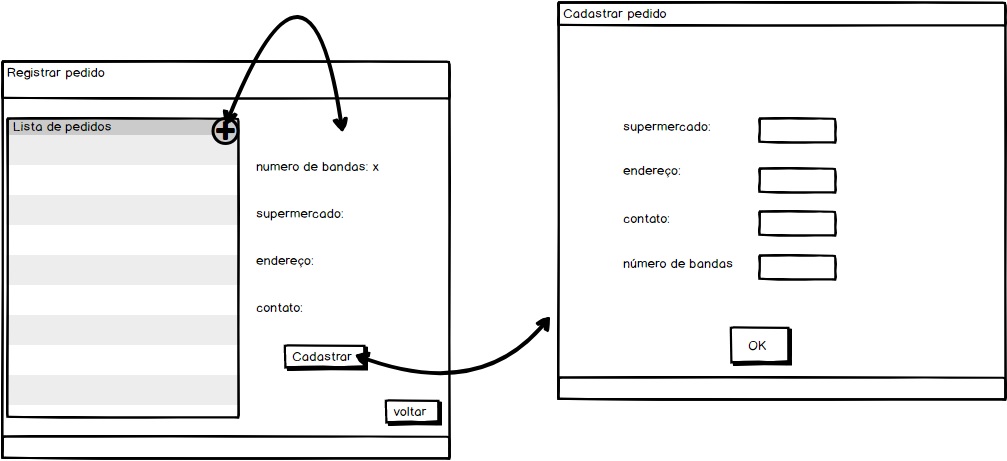 Registrar pedido
Lista de pedidos
numero de bandas: x
supermercado:
endereço:
contato:
Cadastrar
voltar
Cadastrar pedido
supermercado:
endereço:
contato:
número de bandas
OK